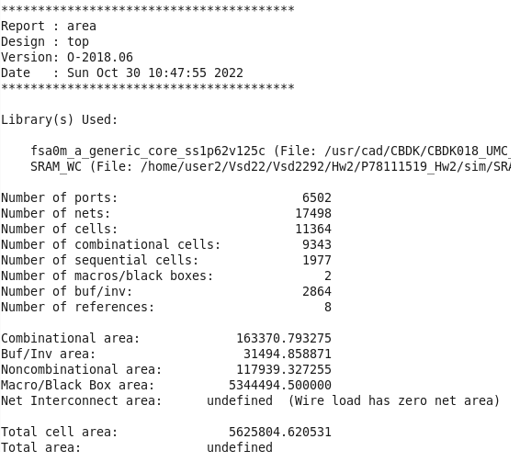 ****************************************
Report : area
Design : top
Version: O-2018.06
Date   : Sun Oct 30 10:47:55 2022
****************************************

Library(s) Used:

    fsa0m_a_generic_core_ss1p62v125c (File: /usr/cad/CBDK/CBDK018_UMC_
    SRAM_WC (File: /home/user2/Vsd22/Vsd2292/Hw2/P78111519_Hw2/sim/SRA

Number of ports:                         6502
Number of nets:                         17498
Number of cells:                        11364
Number of combinational cells:           9343
Number of sequential cells:              1977
Number of macros/black boxes:               2
Number of buf/inv:                       2864
Number of references:                       8

Combinational area:             163370.793275
Buf/Inv area:                    31494.858871
Noncombinational area:          117939.327255
Macro/Black Box area:          5344494.500000
Net Interconnect area:      undefined  (Wire load has zero net area)

Total cell area:               5625804.620531
Total area:                 undefined